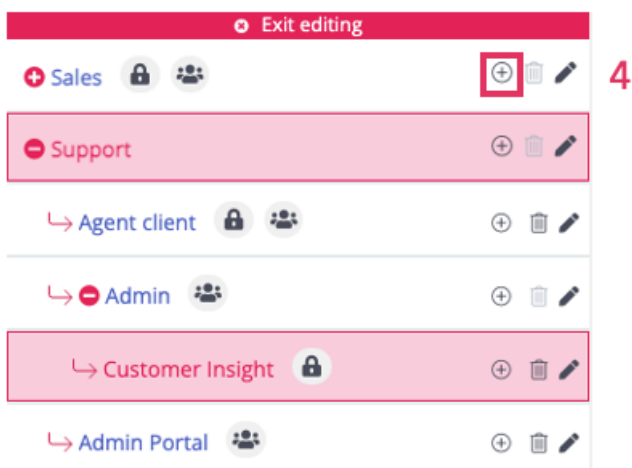 Exit editing
Sales
4
Support
Agent client
Admin
Customer Insight
Admin Portal